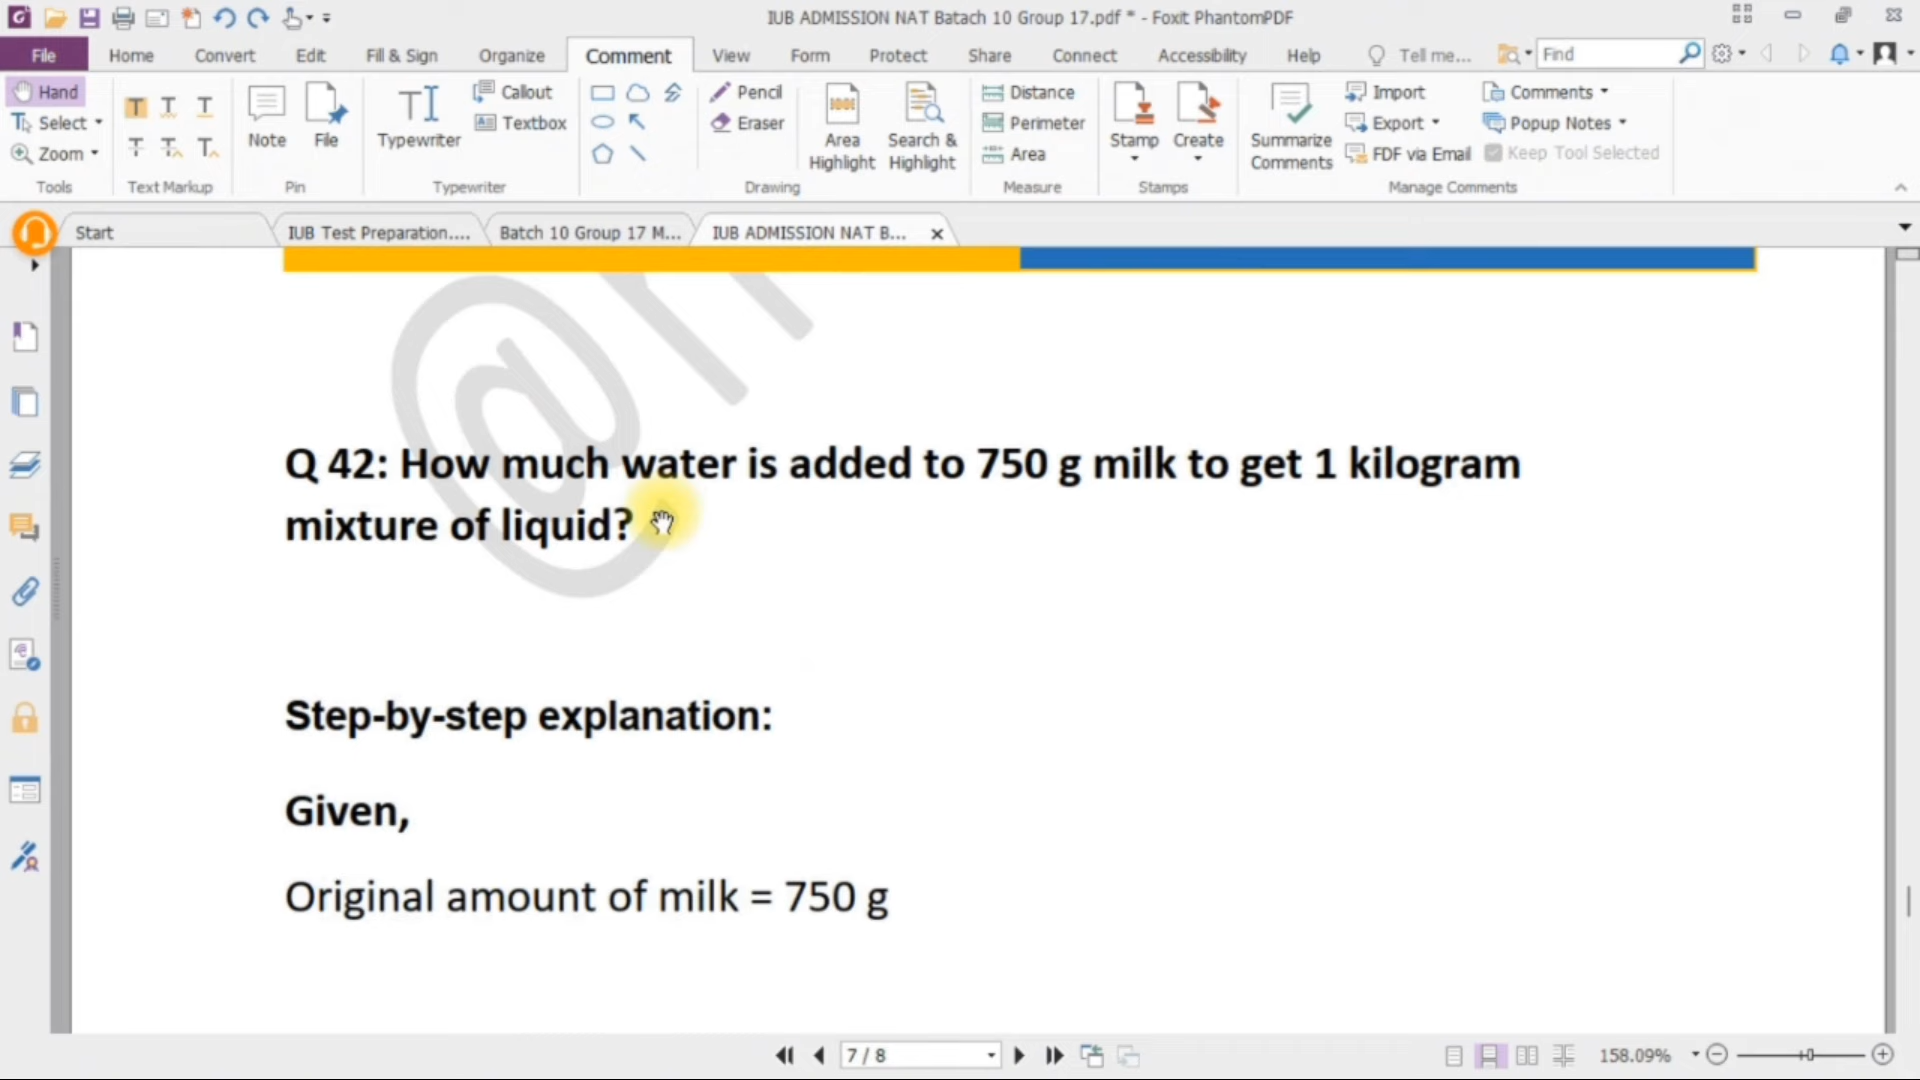 IUB ADMISSION NAT Batach 10 Group 17.pdf * - Foxit PhantomPDF
File Home Convert Edit Fill & Sign Organize Comment View Form Protect Share Connect Accessibility Help Tell me... Find
Hand
Select
Zoom
Tools
Text Markup
Note
File
Pin
Typewriter
Callout
Textbox
Typewriter
Pencil
Eraser
Area Highlight
Search & Highlight
Drawing
Distance
Perimeter
Area
Measure
Stamp
Create
Stamps
Summarize Comments
Import
Export
FDF via Email
Comments
Popup Notes
Keep Tool Selected
Manage Comments
Start IUB Test Preparation.... Batch 10 Group 17 M... IUB ADMISSION NAT B...
Q 42: How much water is added to 750 g milk to get 1 kilogram
mixture of liquid?
Step-by-step explanation:
Given,
Original amount of milk = 750 g
7 / 8
158.09%